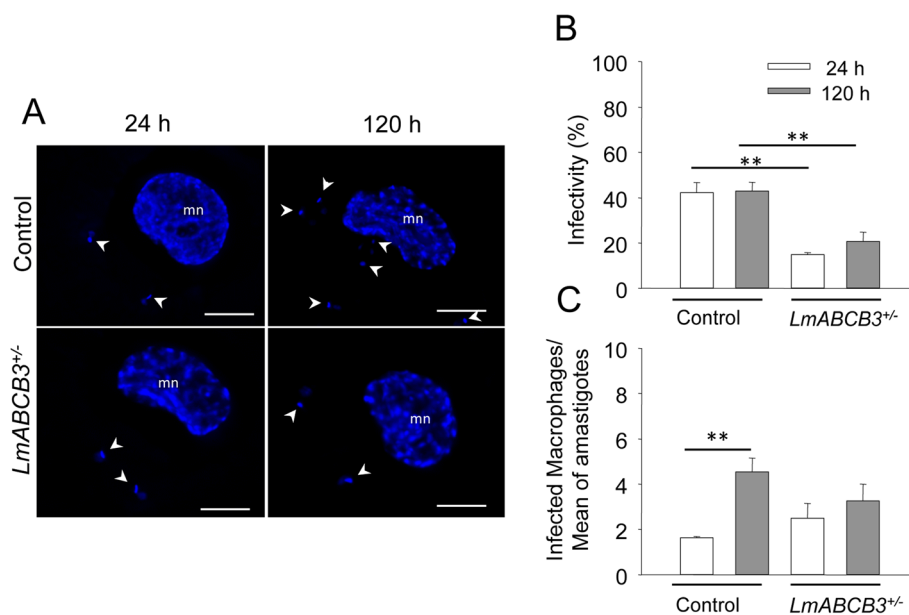 A
24 h
120 h
Control
mn
mn
LmABCB3+/-
mn
mn
B
Infectivity (%)
100
80
60
40
20
0
24 h
120 h
**
**
Control
LmABCB3+/-
C
Infected Macrophages/
Mean of amastigotes
10
8
6
4
2
0
**
Control
LmABCB3+/-